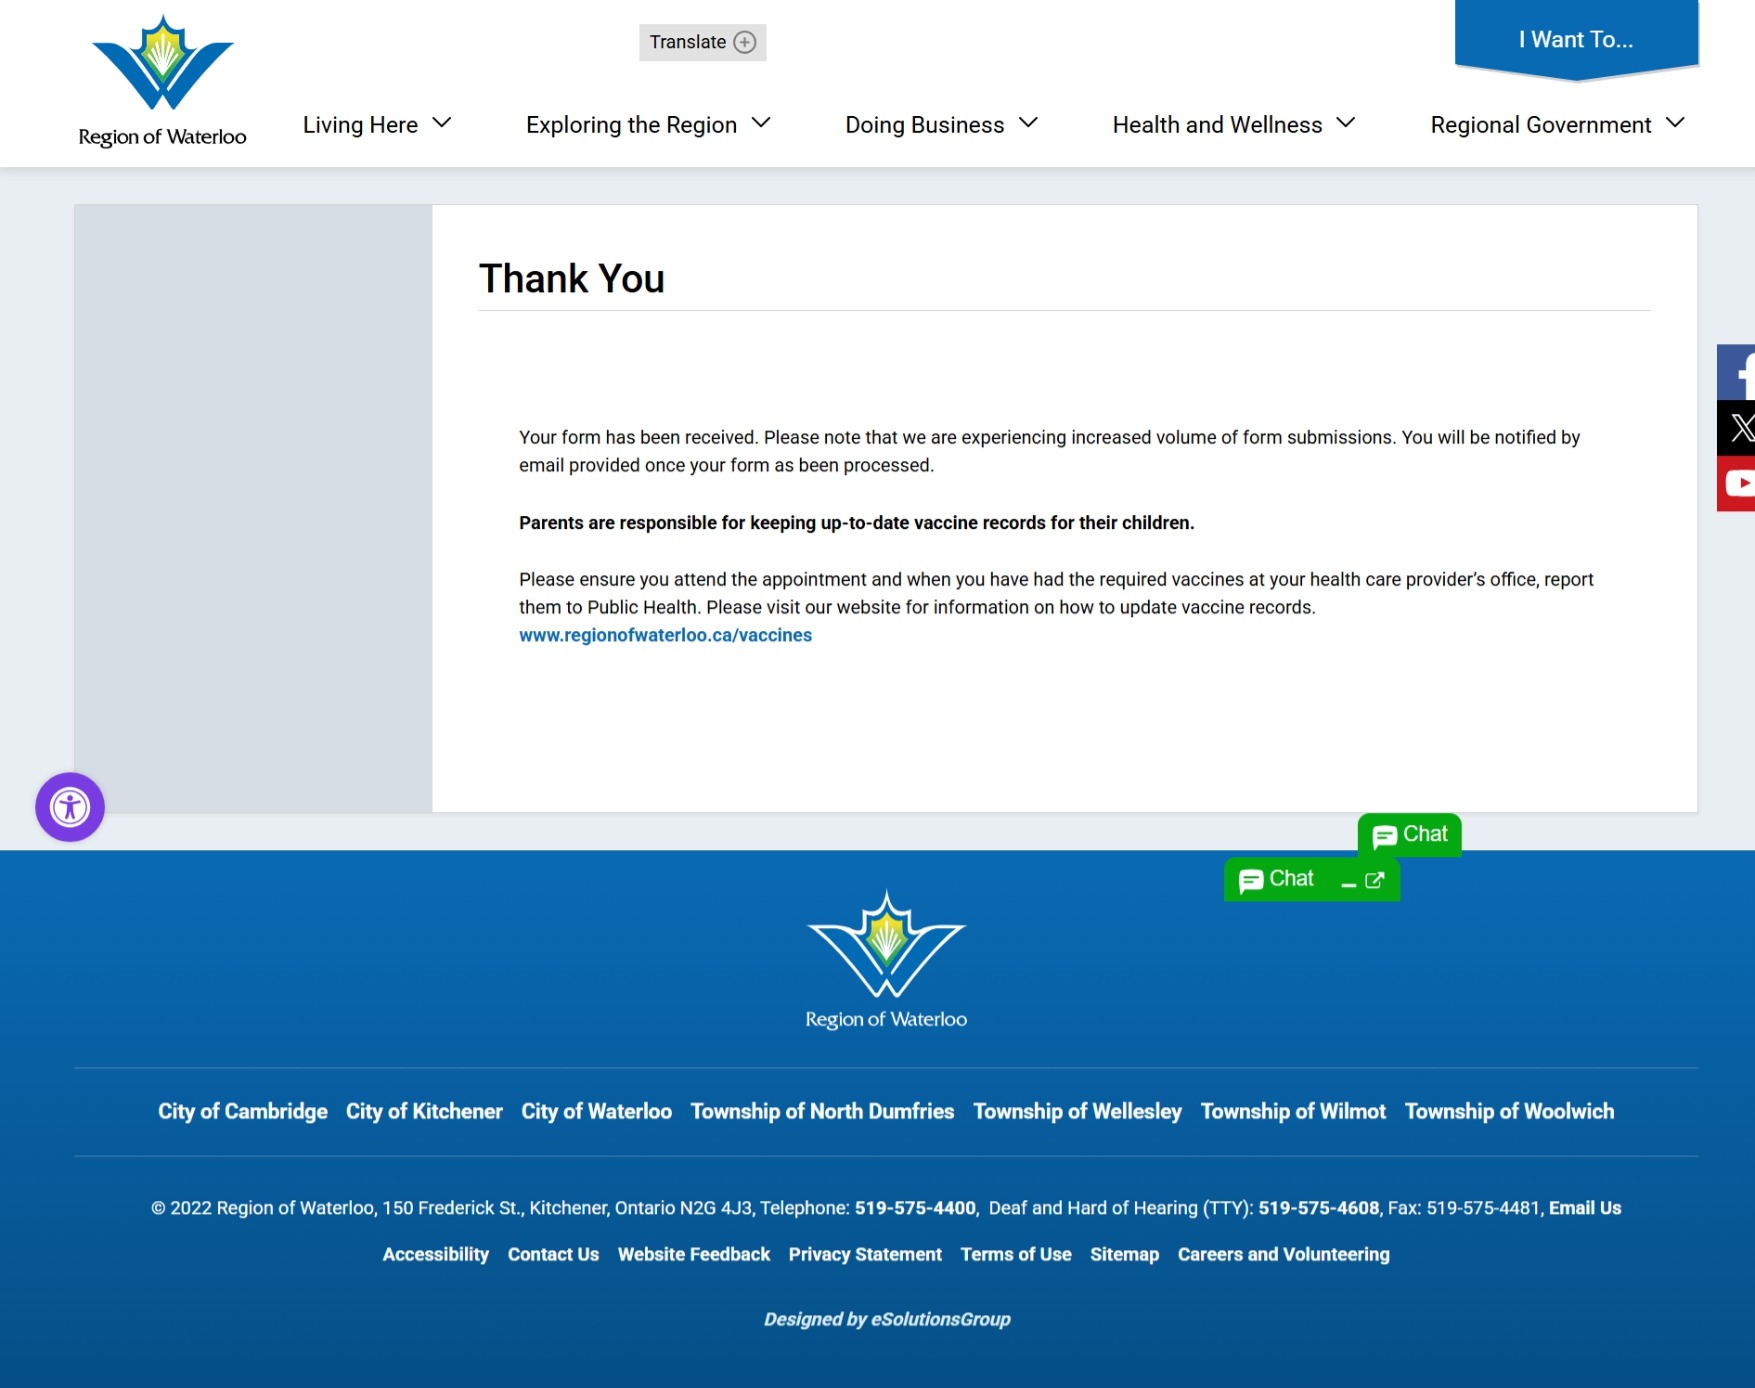 Translate
I Want To...
Region of Waterloo
Living Here
Exploring the Region
Doing Business
Health and Wellness
Regional Government
Thank You
Your form has been received. Please note that we are experiencing increased volume of form submissions. You will be notified by
email provided once your form as been processed.
Parents are responsible for keeping up-to-date vaccine records for their children.
Please ensure you attend the appointment and when you have had the required vaccines at your health care provider’s office, report
them to Public Health. Please visit our website for information on how to update vaccine records.
www.regionofwaterloo.ca/vaccines
Chat
Chat
Region of Waterloo
City of Cambridge City of Kitchener City of Waterloo Township of North Dumfries Township of Wellesley Township of Wilmot Township of Woolwich
© 2022 Region of Waterloo, 150 Frederick St., Kitchener, Ontario N2G 4J3, Telephone: 519-575-4400, Deaf and Hard of Hearing (TTY): 519-575-4608, Fax: 519-575-4481, Email Us
Accessibility Contact Us Website Feedback Privacy Statement Terms of Use Sitemap Careers and Volunteering
Designed by eSolutionsGroup